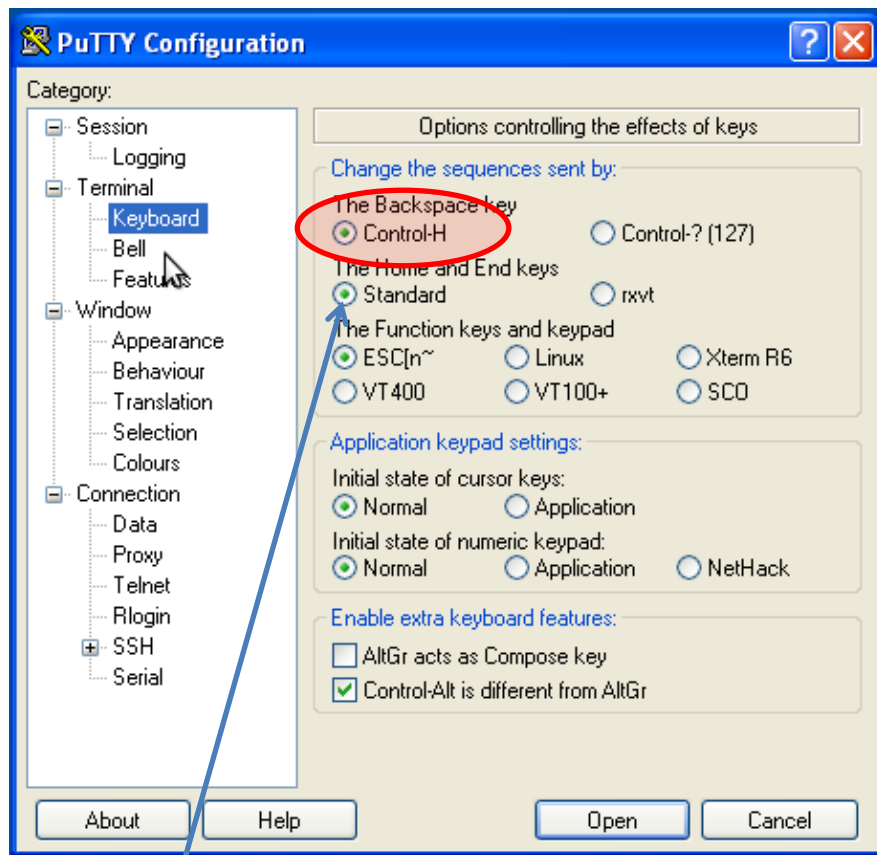 PuTTY Configuration
Category:
Session
Logging
Terminal
Keyboard
Bell
Features
Window
Appearance
Behaviour
Translation
Selection
Colours
Connection
Data
Proxy
Telnet
Rlogin
SSH
Serial
Options controlling the effects of keys
Change the sequences sent by:
The Backspace key
Control-H Control-? (127)
The Home and End keys
Standard rxvt
The Function keys and keypad
ESC[n~ Linux Xterm R6
VT400 VT100+ SCO
Application keypad settings:
Initial state of cursor keys:
Normal Application
Initial state of numeric keypad:
Normal Application NetHack
Enable extra keyboard features:
AltGr acts as Compose key
Control-Alt is different from AltGr
About Help Open Cancel